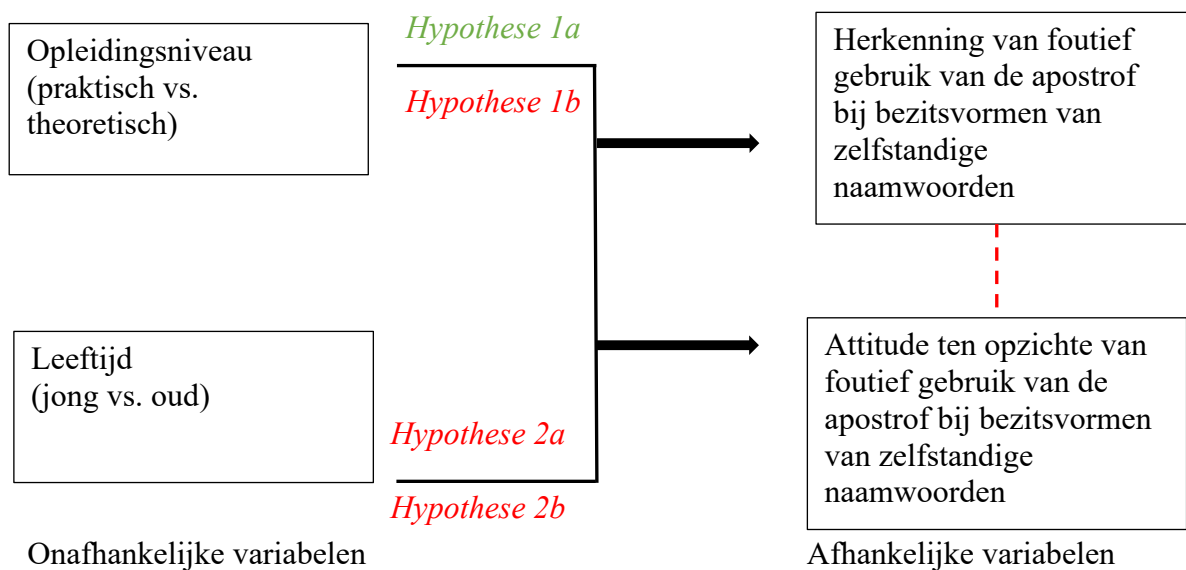 Opleidingsniveau
(praktisch vs.
theoretisch)
Hypothese 1a
Hypothese 1b
Herkenning van foutief
gebruik van de apostrof
bij bezitsvormen van
zelfstandige
naamwoorden
Leeftijd
(jong vs. oud)
Hypothese 2a
Hypothese 2b
Attitude ten opzichte van
foutief gebruik van de
apostrof bij bezitsvormen
van zelfstandige
naamwoorden
Onafhankelijke variabelen
Afhankelijke variabelen